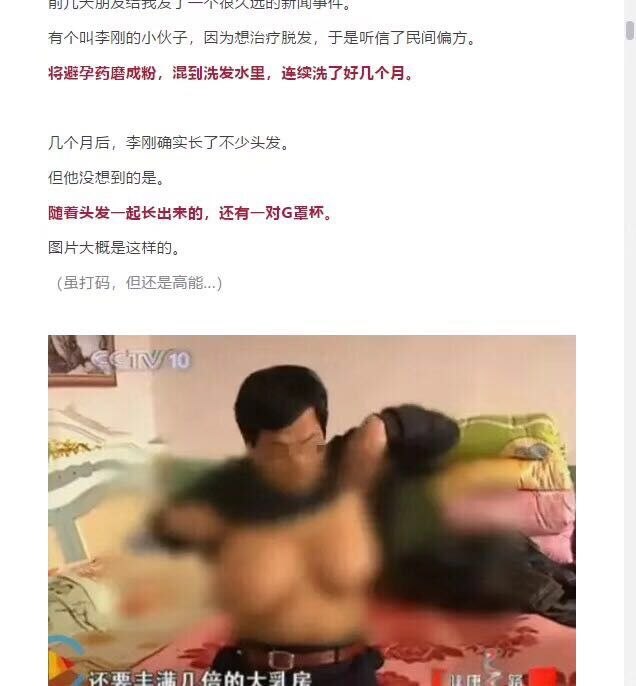 前几天朋友给我发了一个很久远的新闻事件。
有个叫李刚的小伙子，因为想治疗脱发，于是听信了民间偏方。
将避孕药磨成粉，混到洗发水里，连续洗了好几个月。
几个月后，李刚确实长了不少头发。
但他没想到的是。
随着头发一起长出来的，还有一对G罩杯。
图片大概是这样的。
（虽打码，但还是高能...）
CCTV 10
还要丰满几倍的大乳房
健康之路